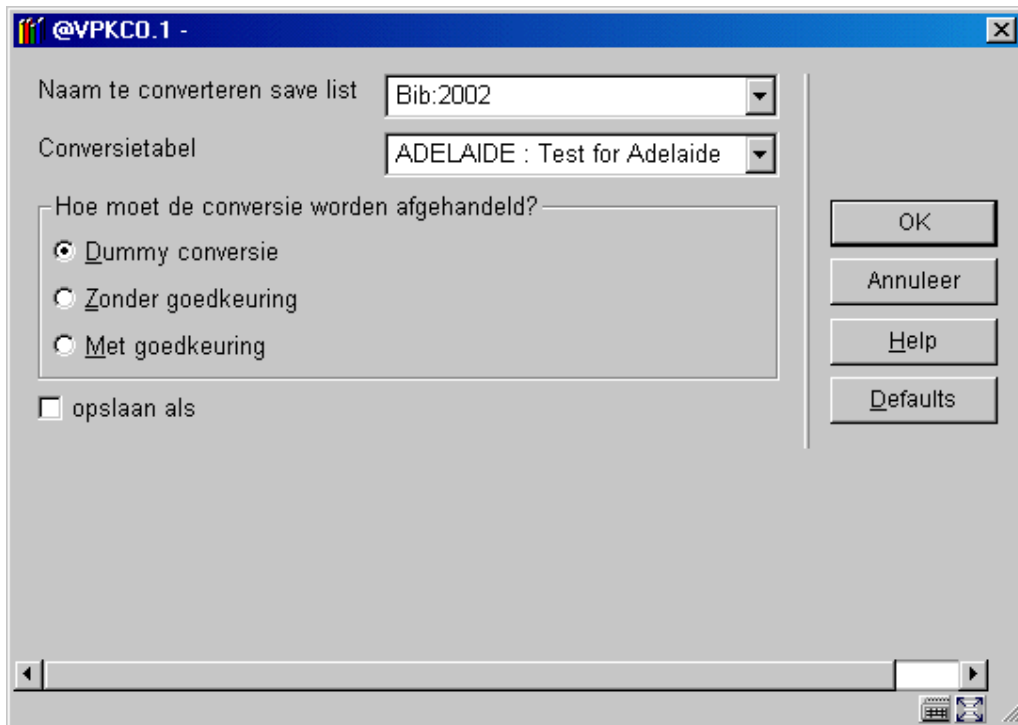 @VPKCO.1 -
Naam te converteren save list Bib:2002
Conversietabel ADELAIDE : Test for Adelaide
Hoe moet de conversie worden afgehandeld?
Dummy conversie
Zonder goedkeuring
Met goedkeuring
opslaan als
OK
Annuleer
Help
Defaults